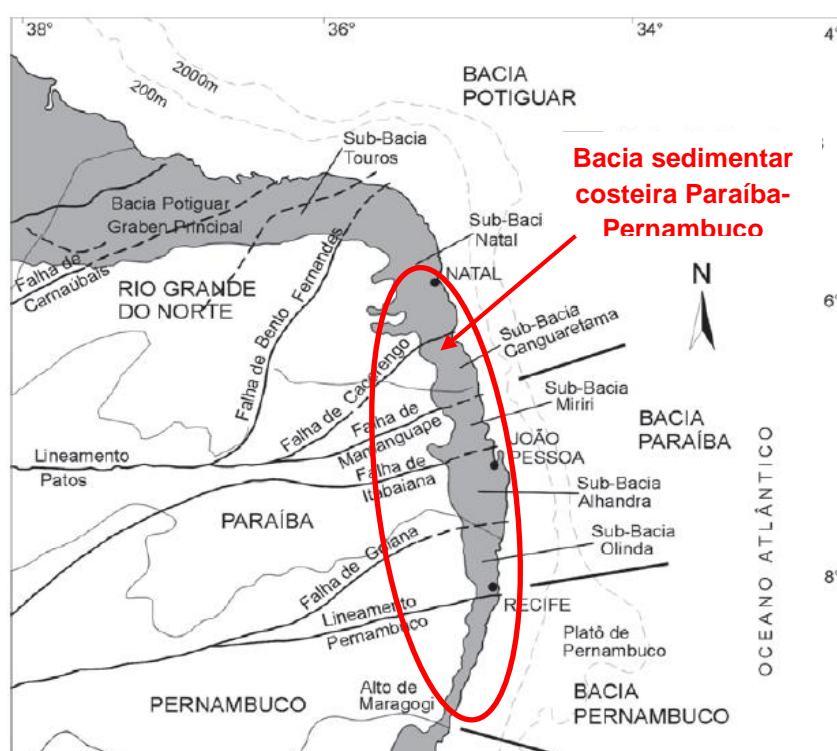 38°
36°
34°
4°
2000m
200m
BACIA
POTIGUAR
Sub-Bacia
Touros
Bacia sedimentar
costeira Paraíba-
Pernambuco
Bacia Potiguar
Graben Principal
Sub-Baci
Natal
Falha de
Carnaúbais
RIO GRANDE
DO NORTE
NATAL
N
6°
Falha de Bento Fernandes
Sub-Bacia
Canguaretama
Falha de Cacerengo
Sub-Bacia
Miriri
Falha de
Mamanguape
BACIA
PARAÍBA
JOÃO
PESSOA
Lineamento
Patos
Falha de
Itabaiana
Sub-Bacia
Alhandra
PARAÍBA
Sub-Bacia
Olinda
Falha de Goiana
8°
RECIFE
Lineamento
Pernambuco
OCEANO ATLÂNTICO
Platô de
Pernambuco
Alto de
Maragogi
PERNAMBUCO
BACIA
PERNAMBUCO